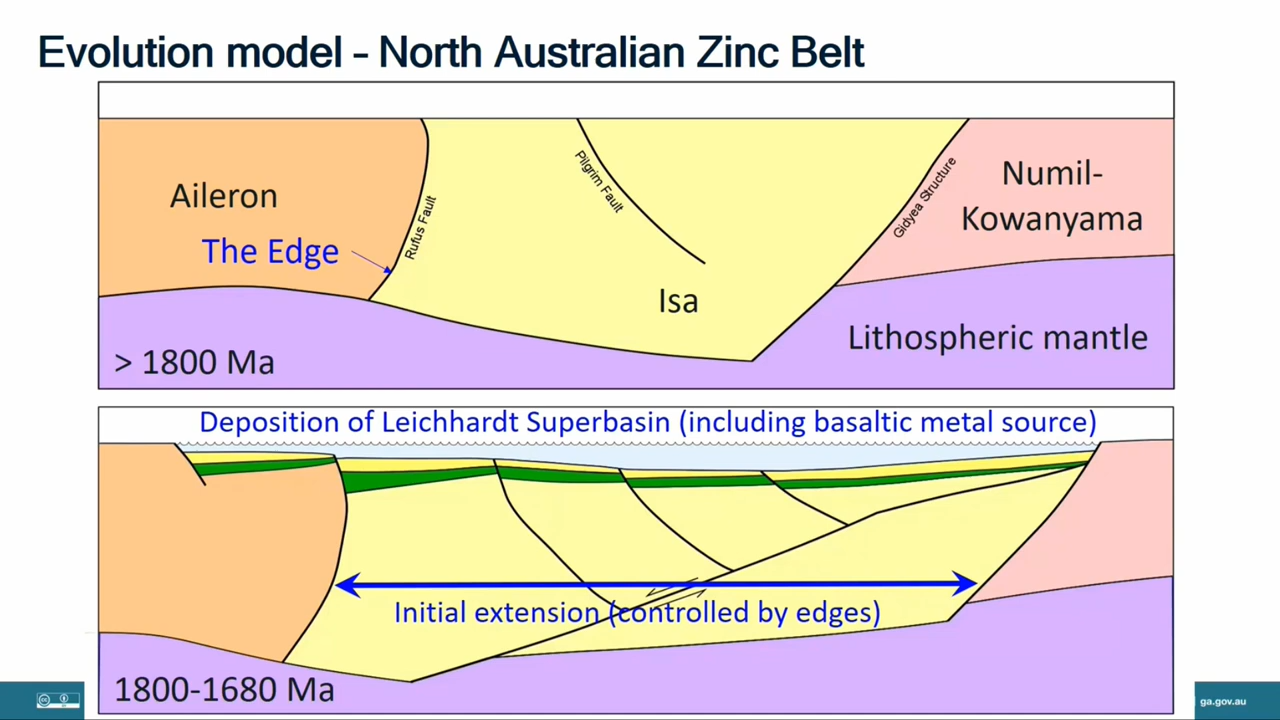 Evolution model – North Australian Zinc Belt
Aileron
The Edge
Rufus Fault
Pilgrim Fault
Isa
Gidyea Structure
Numil-
Kowanyama
Lithospheric mantle
> 1800 Ma
Deposition of Leichhardt Superbasin (including basaltic metal source)
Initial extension (controlled by edges)
1800-1680 Ma
ga.gov.au